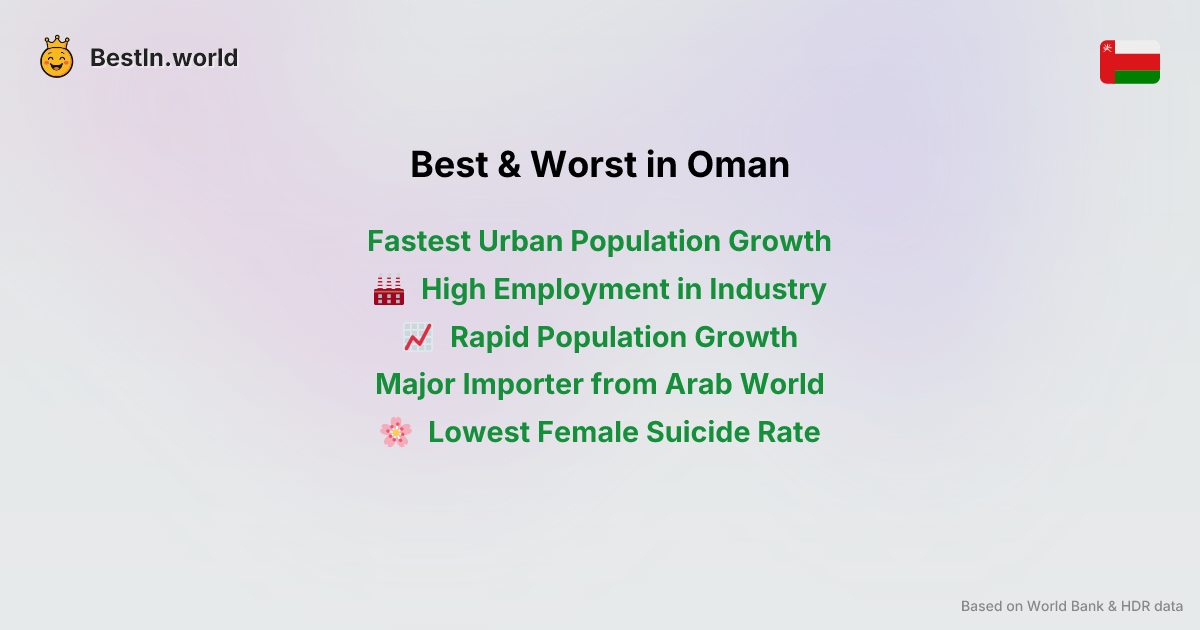 BestIn.world
Best & Worst in Oman
Fastest Urban Population Growth
High Employment in Industry
Rapid Population Growth
Major Importer from Arab World
Lowest Female Suicide Rate
Based on World Bank & HDR data